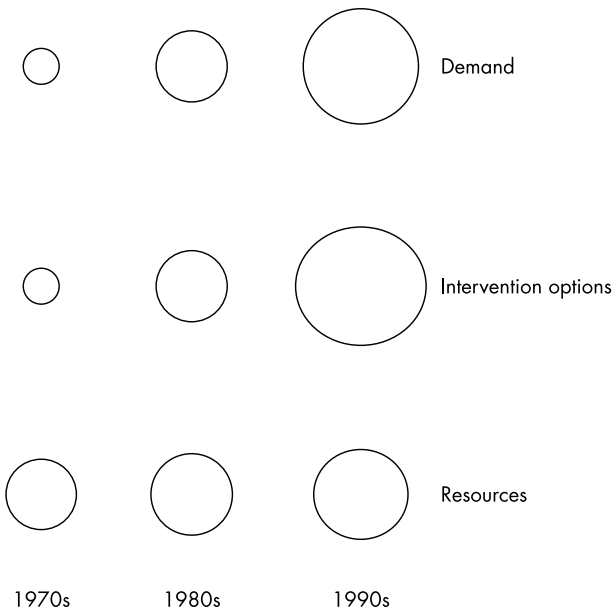 Demand
Intervention options
Resources
1970s 1980s 1990s